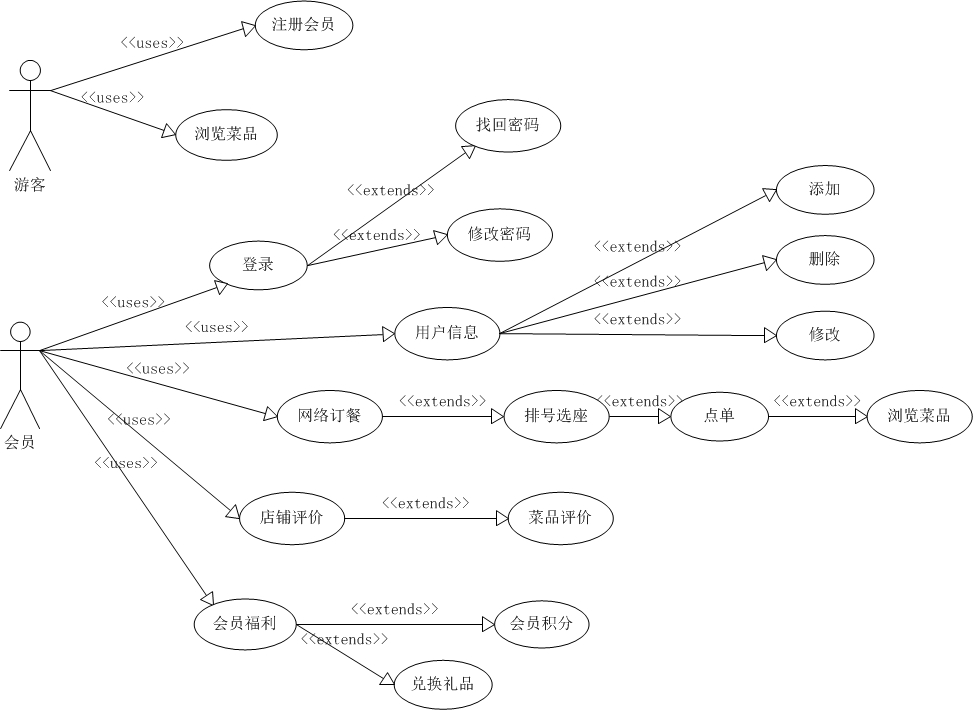 注册会员
<<uses>>
<<uses>>
浏览菜品
游客
找回密码
<<extends>>
修改密码
<<extends>>
添加
<<extends>>
登录
删除
<<extends>>
<<uses>>
<<uses>>
用户信息
<<extends>>
修改
<<uses>>
会员
网络订餐
<<extends>>
排号选座
<<extends>>
点单
<<extends>>
浏览菜品
<<uses>>
<<uses>>
店铺评价
<<extends>>
菜品评价
会员福利
<<extends>>
会员积分
<<extends>>
兑换礼品